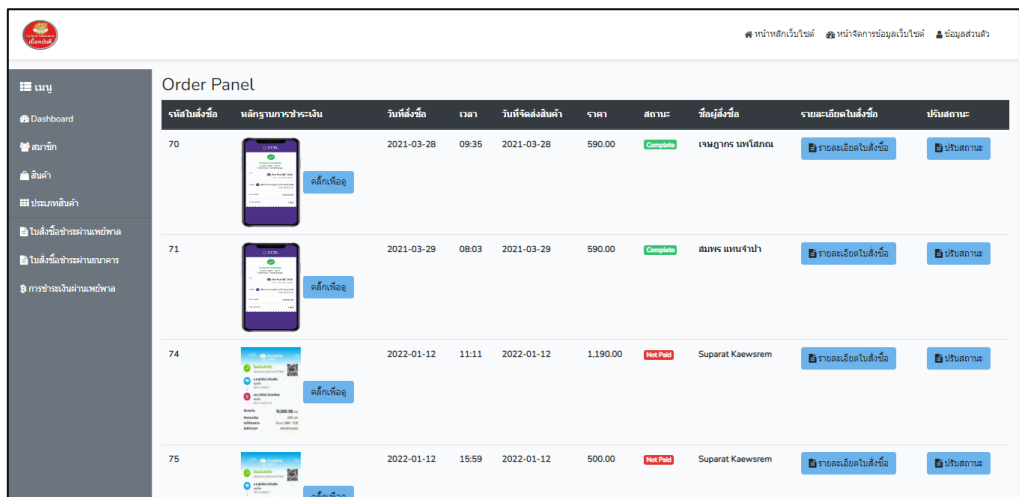 หน้าหลักเว็บไซต์ หน้าจัดการข้อมูลเว็บไซต์ ข้อมูลส่วนตัว
เมนู
Dashboard
สมาชิก
สินค้า
ประเภทสินค้า
ใบสั่งซื้อชำระผ่านเพย์พาล
ใบสั่งซื้อชำระผ่านธนาคาร
การชำระเงินผ่านเพย์พาล
Order Panel
รหัสใบสั่งซื้อ หลักฐานการชำระเงิน วันที่สั่งซื้อ เวลา วันที่จัดส่งสินค้า ราคา สถานะ ชื่อผู้สั่งซื้อ รายละเอียดใบสั่งซื้อ ปรับสถานะ
70 คลิ๊กเพื่อดู 2021-03-28 09:35 2021-03-28 590.00 Complete เจษฎากร นพโสภณ รายละเอียดใบสั่งซื้อ ปรับสถานะ
71 คลิ๊กเพื่อดู 2021-03-29 08:03 2021-03-29 590.00 Complete สมพร แทนจำปา รายละเอียดใบสั่งซื้อ ปรับสถานะ
74 คลิ๊กเพื่อดู 2022-01-12 11:11 2022-01-12 1,190.00 Not Paid Suparat Kaewsrem รายละเอียดใบสั่งซื้อ ปรับสถานะ
75 คลิ๊กเพื่อดู 2022-01-12 15:59 2022-01-12 500.00 Not Paid Suparat Kaewsrem รายละเอียดใบสั่งซื้อ ปรับสถานะ